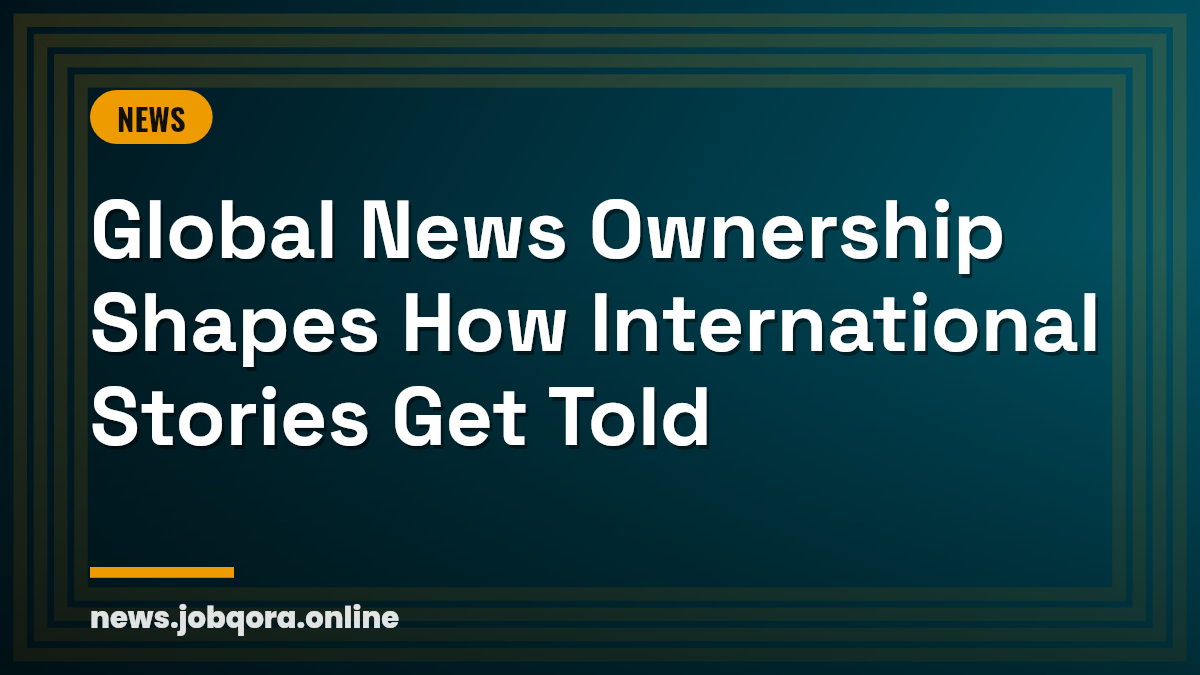 NEWS
Global News Ownership
Shapes How International
Stories Get Told
news.jobqora.online